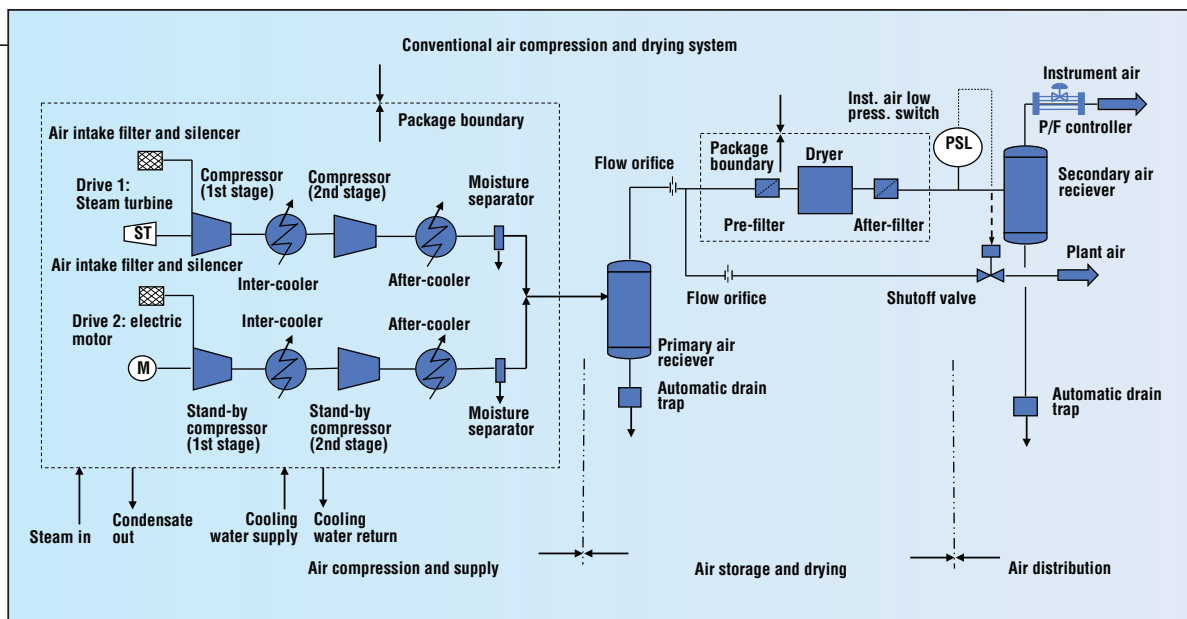 Conventional air compression and drying system
Package boundary
Air intake filter and silencer
Drive 1:
Steam turbine
ST
Compressor
(1st stage)
Inter-cooler
Compressor
(2nd stage)
After-cooler
Moisture
separator
Air intake filter and silencer
Drive 2: electric
motor
M
Inter-cooler
After-cooler
Stand-by
compressor
(1st stage)
Stand-by
compressor
(2nd stage)
Moisture
separator
Steam in
Condensate
out
Cooling
water supply
Cooling
water return
Air compression and supply
Flow orifice
Flow orifice
Primary air
reciever
Automatic drain
trap
Package
boundary
Dryer
Pre-filter
After-filter
Inst. air low
press. switch
PSL
Instrument air
P/F controller
Secondary air
reciever
Plant air
Shutoff valve
Automatic drain
trap
Air storage and drying
Air distribution